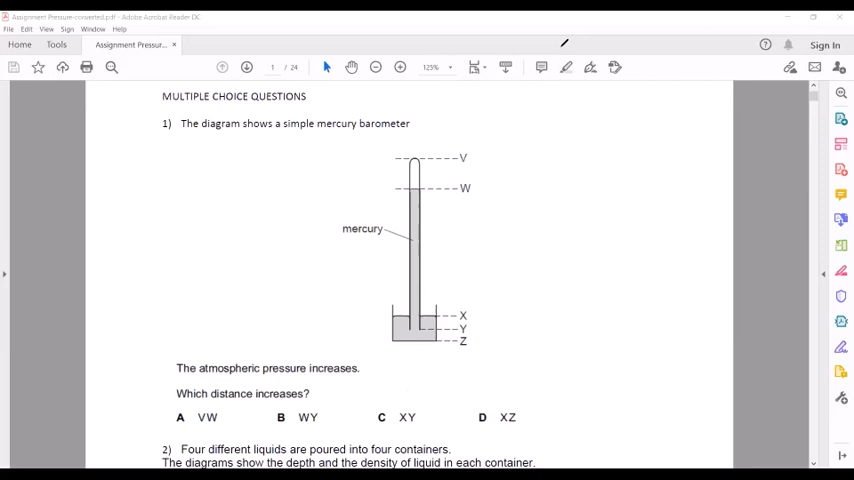 Assignment Pressure-converted.pdf - Adobe Acrobat Reader DC
File Edit View Sign Window Help
Home Tools Assignment Pressur... × Sign In
1 / 24 125%
MULTIPLE CHOICE QUESTIONS
1) The diagram shows a simple mercury barometer
V
W
mercury
X
Y
Z
The atmospheric pressure increases.
Which distance increases?
A VW B WY C XY D XZ
2) Four different liquids are poured into four containers.
The diagrams show the depth and the density of liquid in each container.